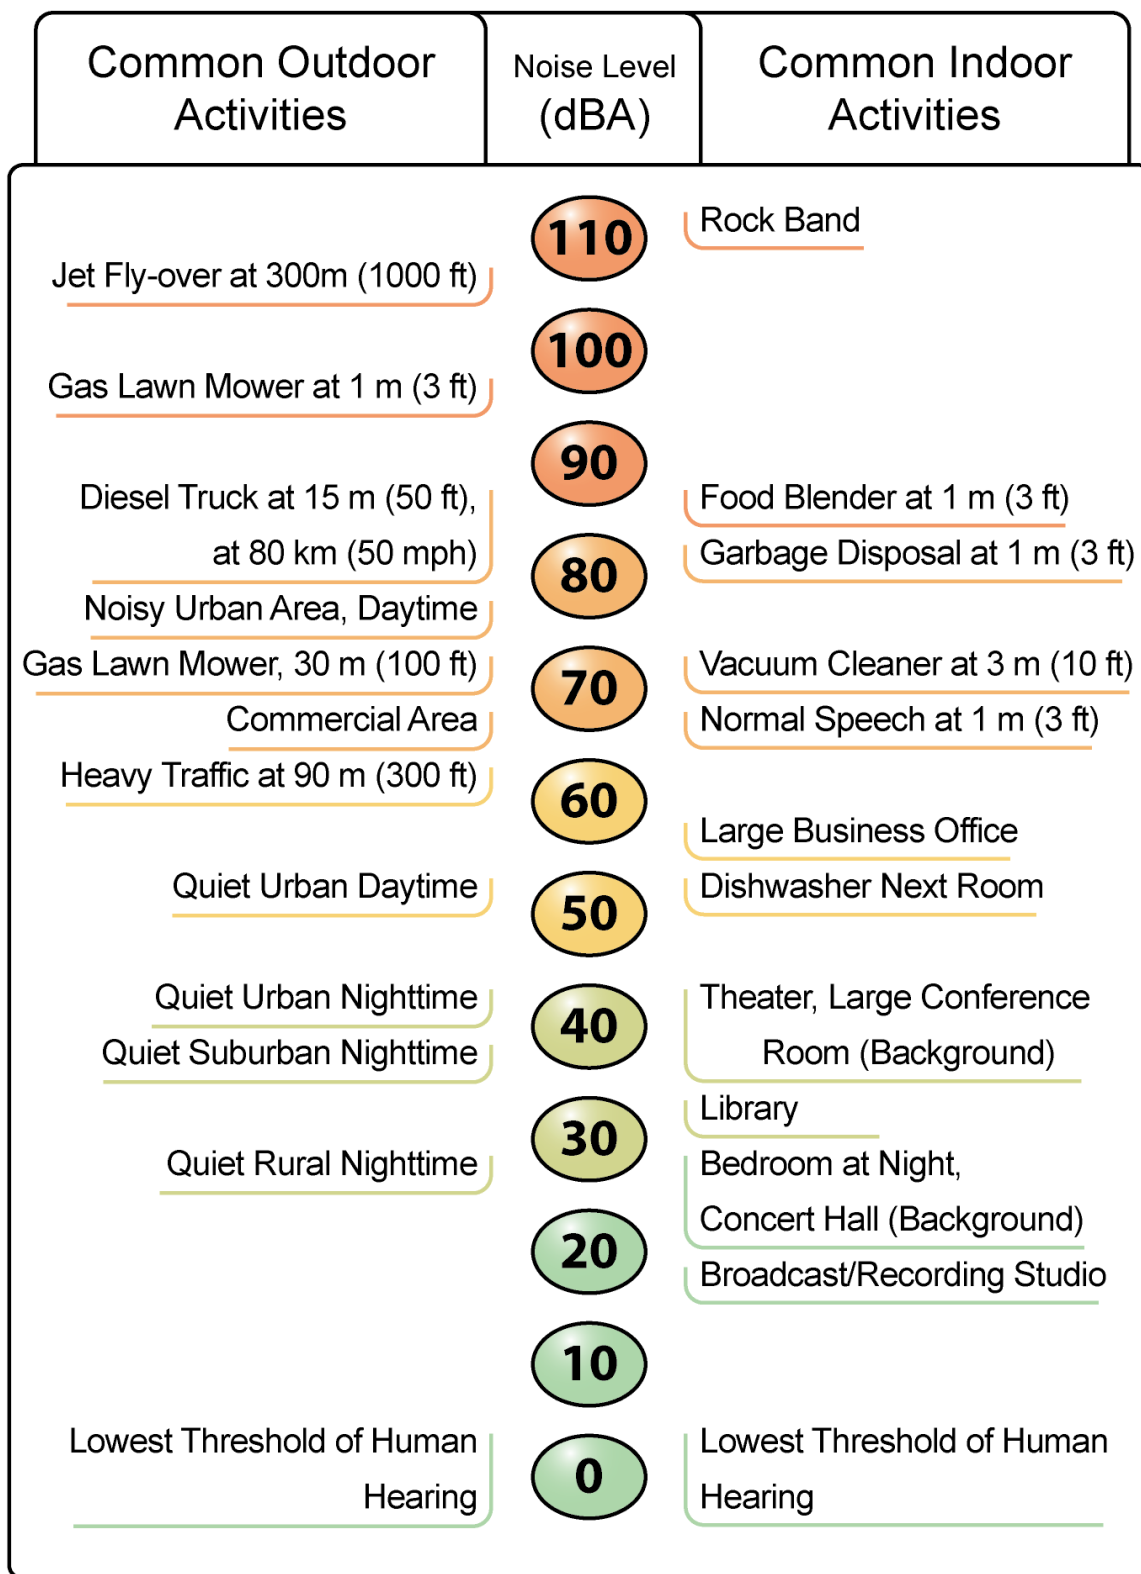 Common Outdoor
Activities
Noise Level
(dBA)
Common Indoor
Activities
110
Rock Band
Jet Fly-over at 300m (1000 ft)
100
Gas Lawn Mower at 1 m (3 ft)
90
Diesel Truck at 15 m (50 ft),
at 80 km (50 mph)
Food Blender at 1 m (3 ft)
Garbage Disposal at 1 m (3 ft)
80
Noisy Urban Area, Daytime
Gas Lawn Mower, 30 m (100 ft)
Vacuum Cleaner at 3 m (10 ft)
70
Commercial Area
Normal Speech at 1 m (3 ft)
Heavy Traffic at 90 m (300 ft)
60
Large Business Office
Quiet Urban Daytime
Dishwasher Next Room
50
Quiet Urban Nighttime
Theater, Large Conference
Room (Background)
40
Quiet Suburban Nighttime
Library
30
Quiet Rural Nighttime
Bedroom at Night,
Concert Hall (Background)
20
Broadcast/Recording Studio
10
Lowest Threshold of Human
Hearing
0
Lowest Threshold of Human
Hearing